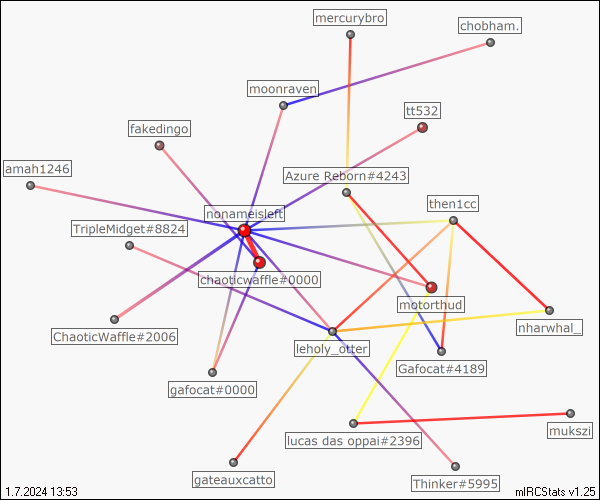 mercurybro
chobham.
moonraven
tt532
fakedingo
amah1246
Azure Reborn#4243
then1cc
nonameisleft
TripleMidget#8824
chaoticwaffle#0000
motorthud
ChaoticWaffle#2006
nharwhal_
leholy_otter
Gafocat#4189
gafocat#0000
lucas das oppai#2396
mukszi
gateauxcatto
Thinker#5995
1.7.2024 13:53
mIRCStats v1.25